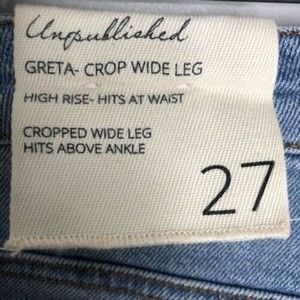 Unpublished
GRETA- CROP WIDE LEG
HIGH RISE- HITS AT WAIST
CROPPED WIDE LEG
HITS ABOVE ANKLE
27